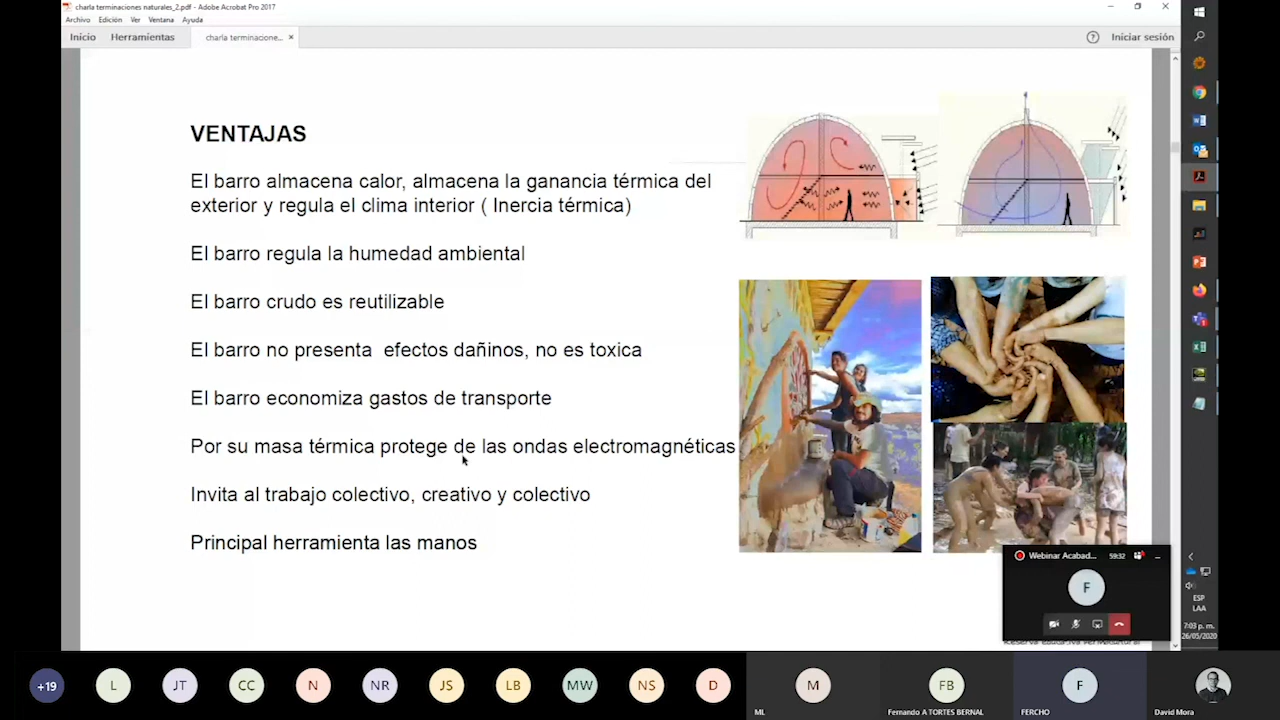 charla terminaciones naturales_2.pdf - Adobe Acrobat Pro 2017
Archivo Edición Ver Ventana Ayuda
Inicio Herramientas charla terminacione... × ? Iniciar sesión
VENTAJAS
El barro almacena calor, almacena la ganancia térmica del
exterior y regula el clima interior ( Inercia térmica)
El barro regula la humedad ambiental
El barro crudo es reutilizable
El barro no presenta efectos dañinos, no es toxica
El barro economiza gastos de transporte
Por su masa térmica protege de las ondas electromagnéticas
Invita al trabajo colectivo, creativo y colectivo
Principal herramienta las manos
Webinar Acabad... 59:32
F
ESP
LAA
7:03 p. m.
26/05/2020
+19 L JT CC N NR JS LB MW NS D M FB F
ML Fernando A TORTES BERNAL FERCHO David Mora